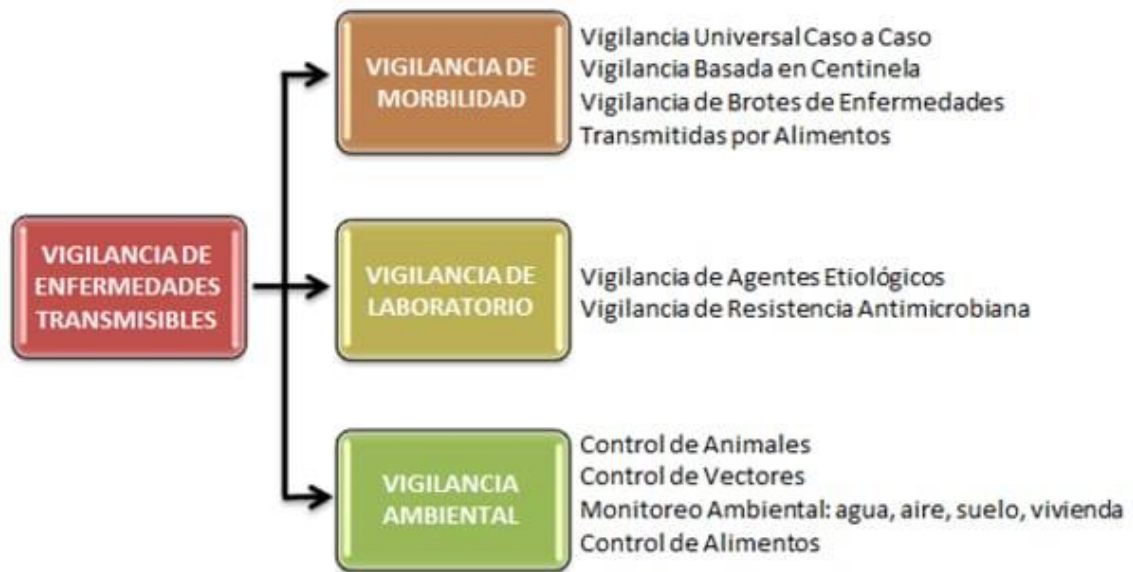 VIGILANCIA DE
ENFERMEDADES
TRANSMISIBLES
VIGILANCIA DE
MORBILIDAD
Vigilancia Universal Caso a Caso
Vigilancia Basada en Centinela
Vigilancia de Brotes de Enfermedades
Transmitidas por Alimentos
VIGILANCIA DE
LABORATORIO
Vigilancia de Agentes Etiológicos
Vigilancia de Resistencia Antimicrobiana
VIGILANCIA
AMBIENTAL
Control de Animales
Control de Vectores
Monitoreo Ambiental: agua, aire, suelo, vivienda
Control de Alimentos